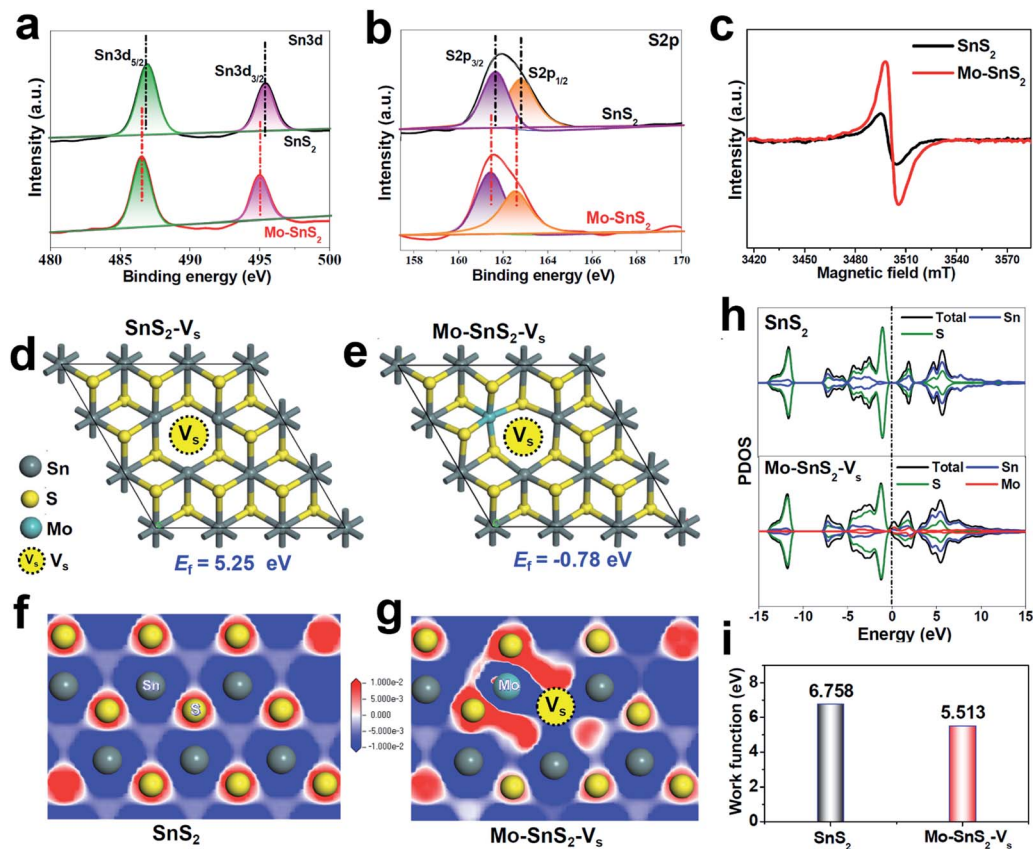 a
Sn3d
Sn3d5/2
Sn3d3/2
SnS2
Mo-SnS2
Intensity (a.u.)
480 484 488 492 496 500
Binding energy (eV)
b
S2p
S2p3/2
S2p1/2
SnS2
Mo-SnS2
Intensity (a.u.)
158 160 162 164 166 168 170
Binding energy (eV)
c
SnS2
Mo-SnS2
Intensity (a.u.)
3420 3450 3480 3510 3540 3570
Magnetic field (mT)
d
SnS2-Vs
Vs
Sn
S
Mo
Vs Vs
Ef = 5.25 eV
e
Mo-SnS2-Vs
Vs
Ef = -0.78 eV
h
SnS2
Total Sn
S
Mo-SnS2-Vs
Total Sn
S Mo
PDOS
-15 -10 -5 0 5 10 15
Energy (eV)
f
Sn
S
SnS2
1.000e-2
5.000e-3
0.000
-5.000e-3
-1.000e-2
g
Mo
Vs
Mo-SnS2-Vs
i
Work function (eV)
8
6
4
2
0
6.758
5.513
SnS2 Mo-SnS2-Vs